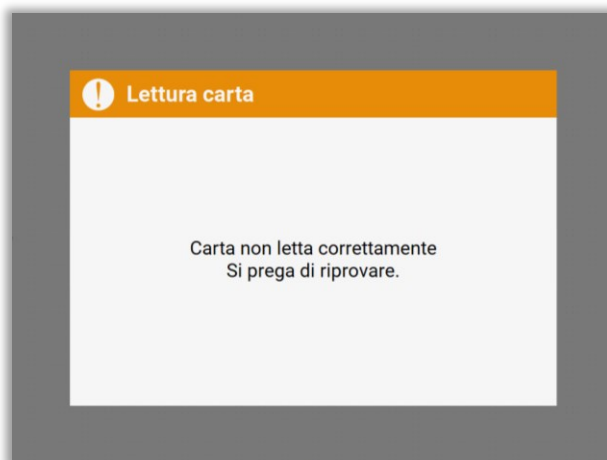 Lettura carta
Carta non letta correttamente
Si prega di riprovare.